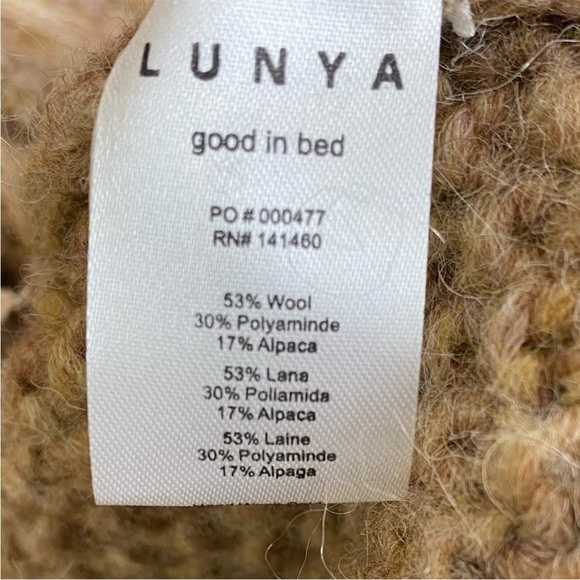 LUNYA
good in bed
PO # 000477
RN# 141460
53% Wool
30% Polyaminde
17% Alpaca
53% Lana
30% Poliamida
17% Alpaca
53% Laine
30% Polyaminde
17% Alpaga